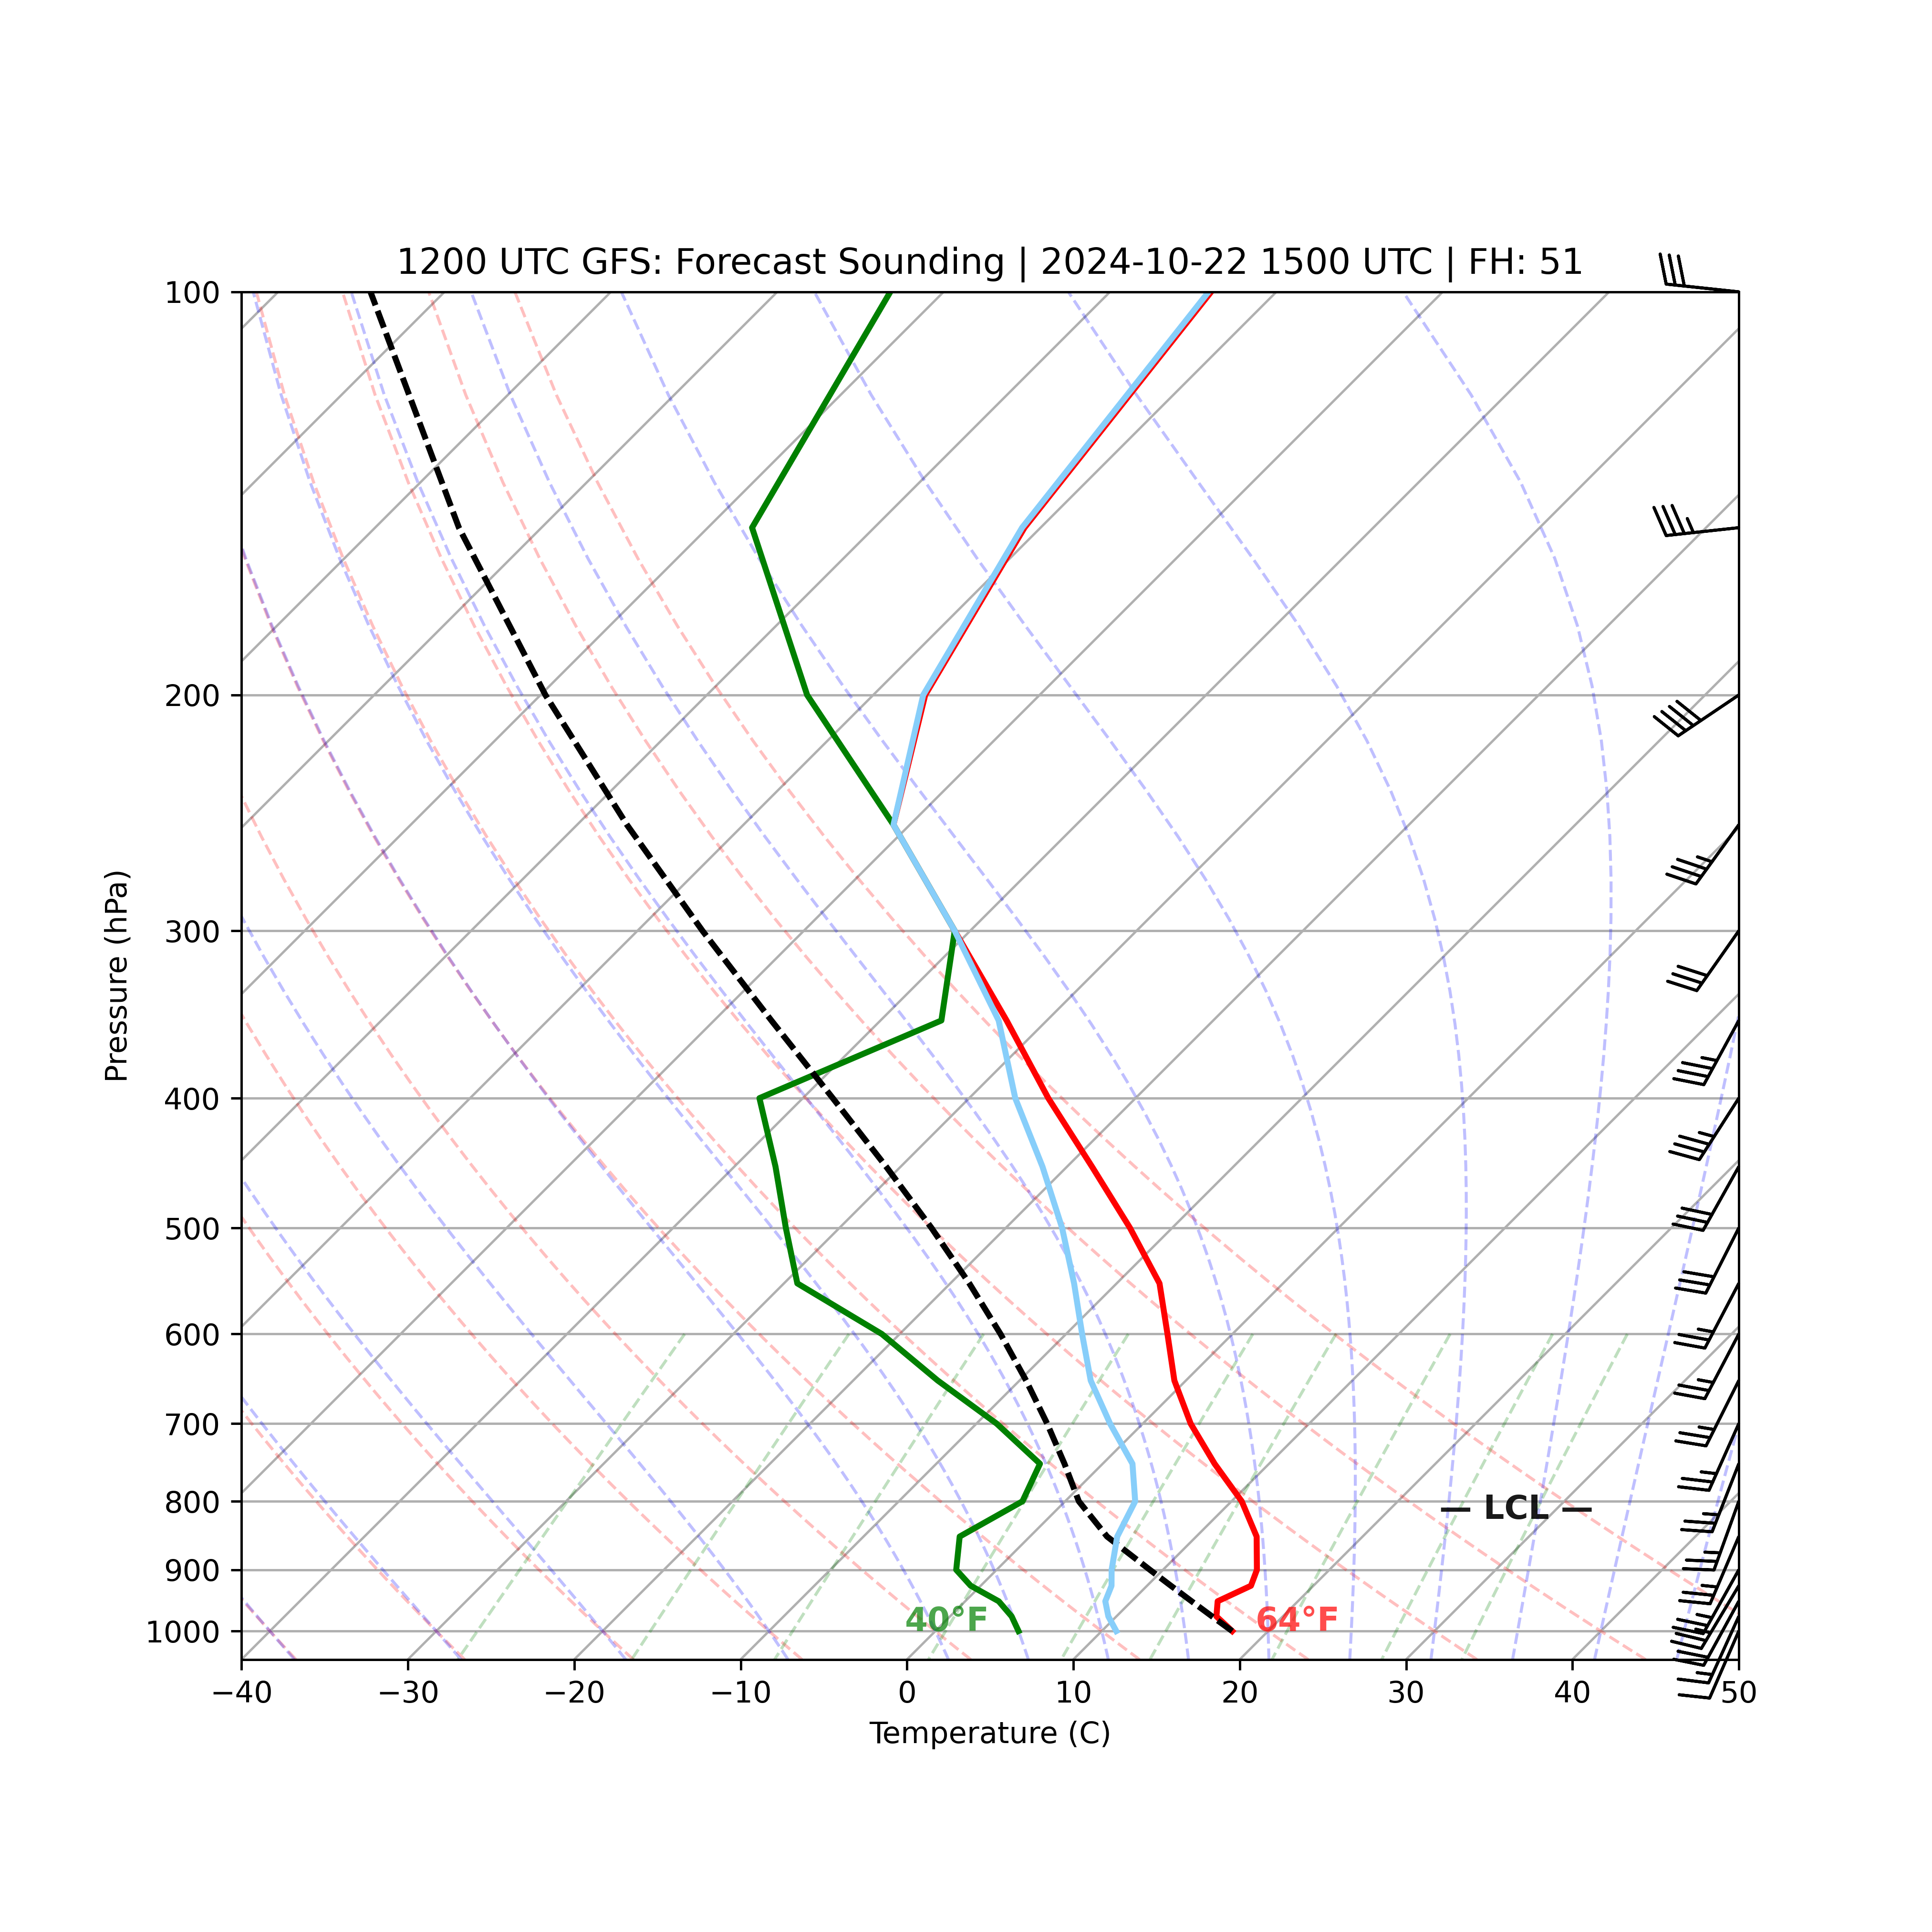 1200 UTC GFS: Forecast Sounding | 2024-10-22 1500 UTC | FH: 51
100
200
300
400
500
600
700
800
900
1000
Pressure (hPa)
— LCL —
40°F
64°F
−40 −30 −20 −10 0 10 20 30 40 50
Temperature (C)